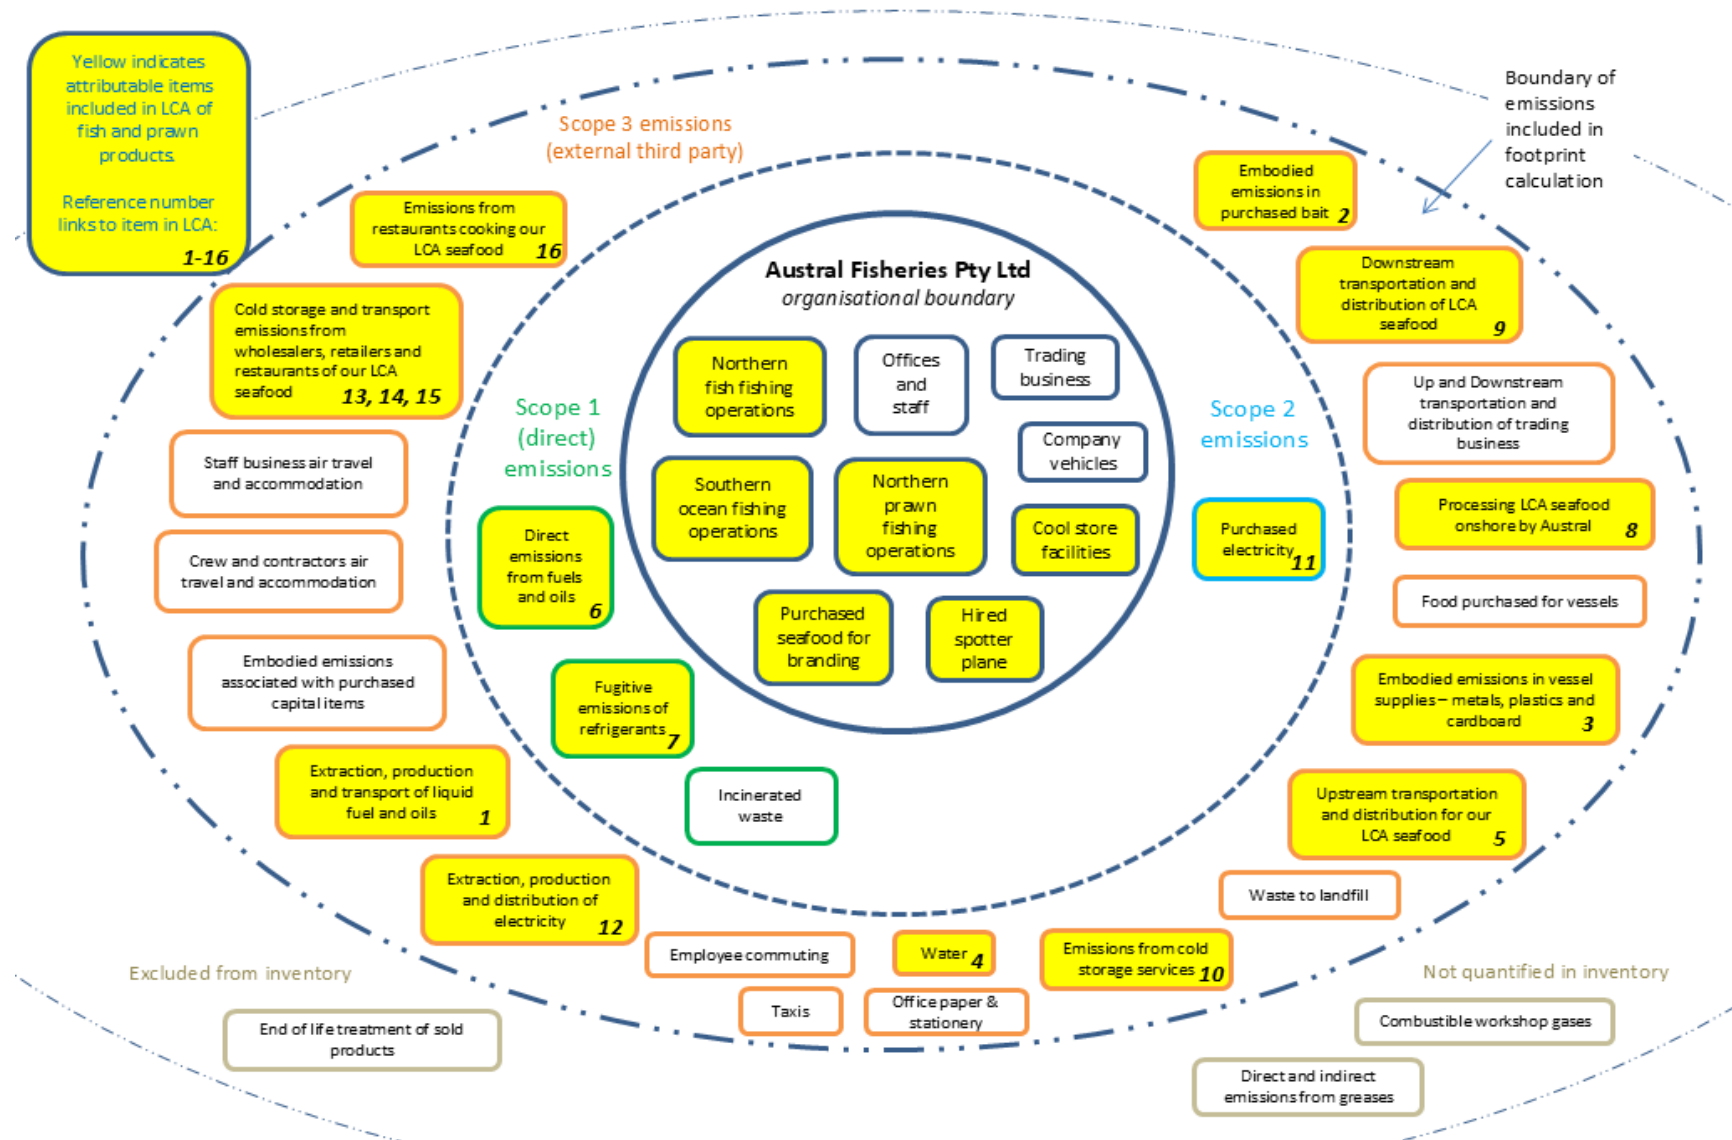 Yellow indicates
attributable items
included in LCA of
fish and prawn
products.
Reference number
links to item in LCA:
1-16
Scope 3 emissions
(external third party)
Boundary of
emissions
included in
footprint
calculation
Emissions from
restaurants cooking our
LCA seafood
16
Embodied
emissions in
purchased bait
2
Cold storage and transport
emissions from
wholesalers, retailers and
restaurants of our LCA
seafood
13, 14, 15
Downstream
transportation and
distribution of LCA
seafood
9
Austral Fisheries Pty Ltd
organisational boundary
Northern
fish fishing
operations
Offices
and
staff
Trading
business
Company
vehicles
Southern
ocean fishing
operations
Northern
prawn
fishing
operations
Cool store
facilities
Purchased
seafood for
branding
Hired
spotter
plane
Scope 1
(direct)
emissions
Direct
emissions
from fuels
and oils
6
Fugitive
emissions of
refrigerants
7
Incinerated
waste
Scope 2
emissions
Purchased
electricity
11
Up and Downstream
transportation and
distribution of trading
business
Staff business air travel
and accommodation
Processing LCA seafood
onshore by Austral
8
Crew and contractors air
travel and accommodation
Food purchased for vessels
Embodied emissions
associated with purchased
capital items
Embodied emissions in vessel
supplies – metals, plastics and
cardboard
3
Extraction, production
and transport of liquid
fuel and oils
1
Upstream transportation
and distribution for our
LCA seafood
5
Extraction, production
and distribution of
electricity
12
Waste to landfill
Employee commuting
Water
4
Emissions from cold
storage services
10
Taxis
Office paper &
stationery
Excluded from inventory
End of life treatment of sold
products
Not quantified in inventory
Combustible workshop gases
Direct and indirect
emissions from greases